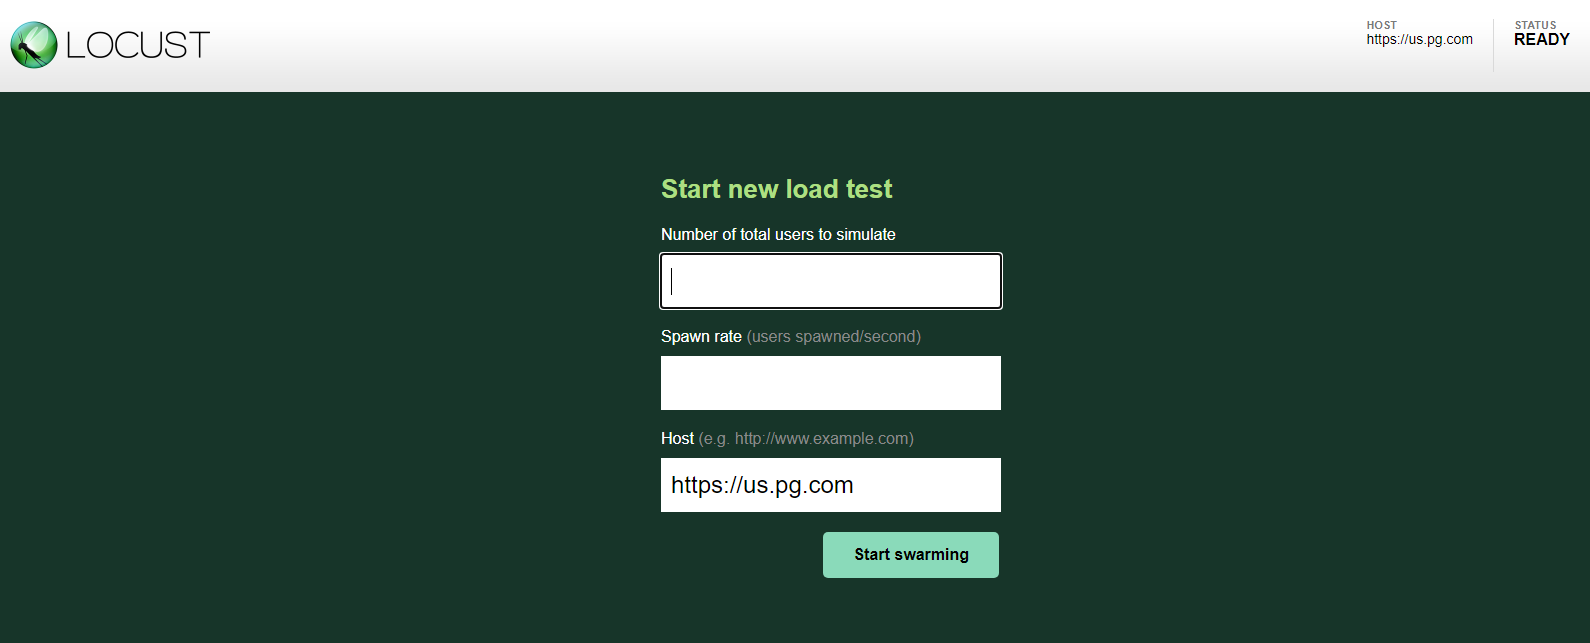 LOCUST
HOST
https://us.pg.com
STATUS
READY
Start new load test
Number of total users to simulate
Spawn rate (users spawned/second)
Host (e.g. http://www.example.com)
https://us.pg.com
Start swarming